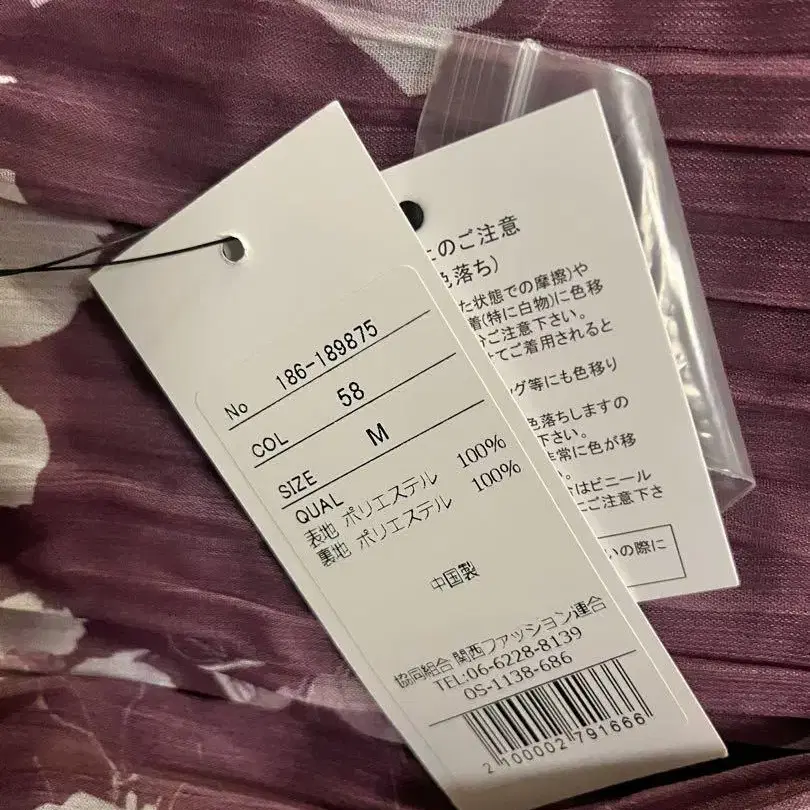 No 186-189875
COL 58
SIZE M
QUAL
表地 ポリエステル 100%
裏地 ポリエステル 100%
中国製
協同組合 関西ファッション連合
TEL:06-6228-8139
OS-1138-686
2 100002 791666
のご注意
色落ち)
た状態での摩擦)や
着(特に白物)に色移
ご注意下さい。
てご着用されると
グ等にも色移り
色落ちしますの
下さい。
非常に色が移
はビニール
にご注意下さ
いの際に